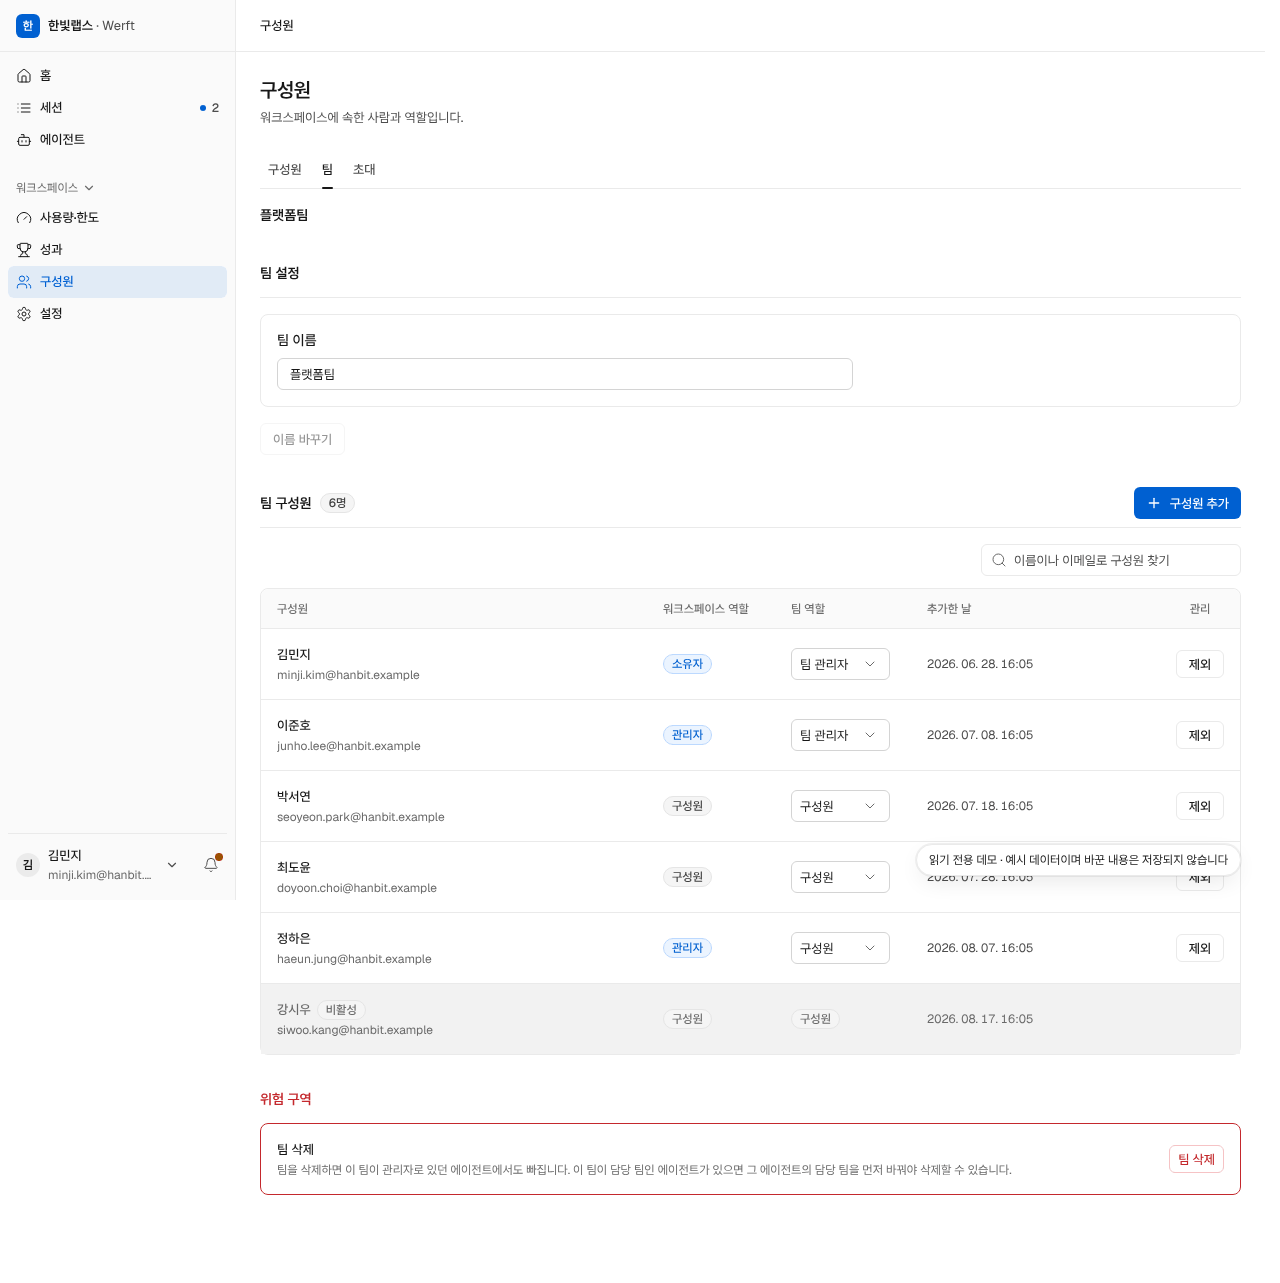 한 한빛랩스 · Werft
구성원
홈
세션 2
에이전트
워크스페이스
사용량·한도
성과
구성원
설정
김 김민지
minji.kim@hanbit.…
구성원
워크스페이스에 속한 사람과 역할입니다.
구성원 팀 초대
플랫폼팀
팀 설정
팀 이름
플랫폼팀
이름 바꾸기
팀 구성원 6명 구성원 추가
이름이나 이메일로 구성원 찾기
구성원 워크스페이스 역할 팀 역할 추가한 날 관리
김민지
minji.kim@hanbit.example
소유자 팀 관리자 2026. 06. 28. 16:05 제외
이준호
junho.lee@hanbit.example
관리자 팀 관리자 2026. 07. 08. 16:05 제외
박서연
seoyeon.park@hanbit.example
구성원 구성원 2026. 07. 18. 16:05 제외
읽기 전용 데모 · 예시 데이터이며 바꾼 내용은 저장되지 않습니다
최도윤
doyoon.choi@hanbit.example
구성원 구성원 2026. 07. 28. 16:05 제외
정하은
haeun.jung@hanbit.example
관리자 구성원 2026. 08. 07. 16:05 제외
강시우 비활성
siwoo.kang@hanbit.example
구성원 구성원 2026. 08. 17. 16:05
위험 구역
팀 삭제
팀을 삭제하면 이 팀이 관리자로 있던 에이전트에서도 빠집니다. 이 팀이 담당 팀인 에이전트가 있으면 그 에이전트의 담당 팀을 먼저 바꿔야 삭제할 수 있습니다.
팀 삭제